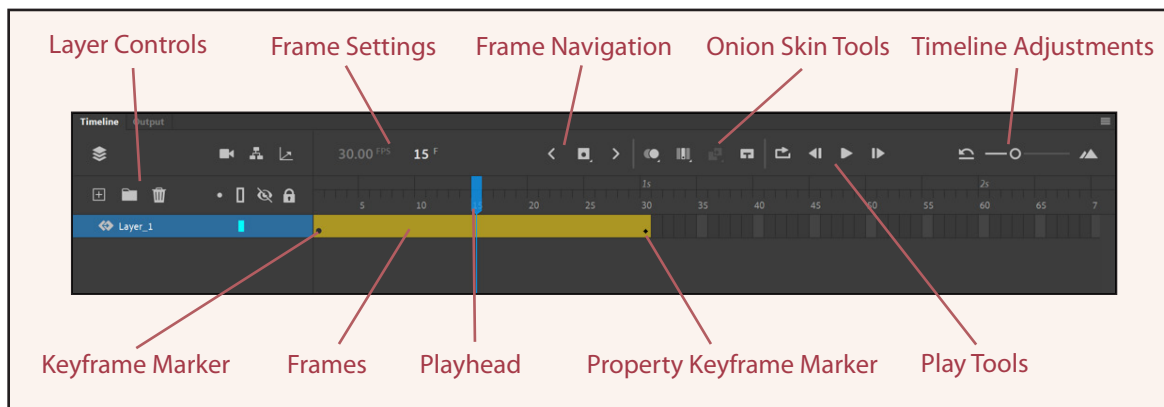 Layer Controls Frame Settings Frame Navigation Onion Skin Tools Timeline Adjustments
Timeline Output
30.00 FPS 15 F
1s 2s
5 10 15 20 25 30 35 40 45 50 55 60 65 7
Layer_1
Keyframe Marker Frames Playhead Property Keyframe Marker Play Tools